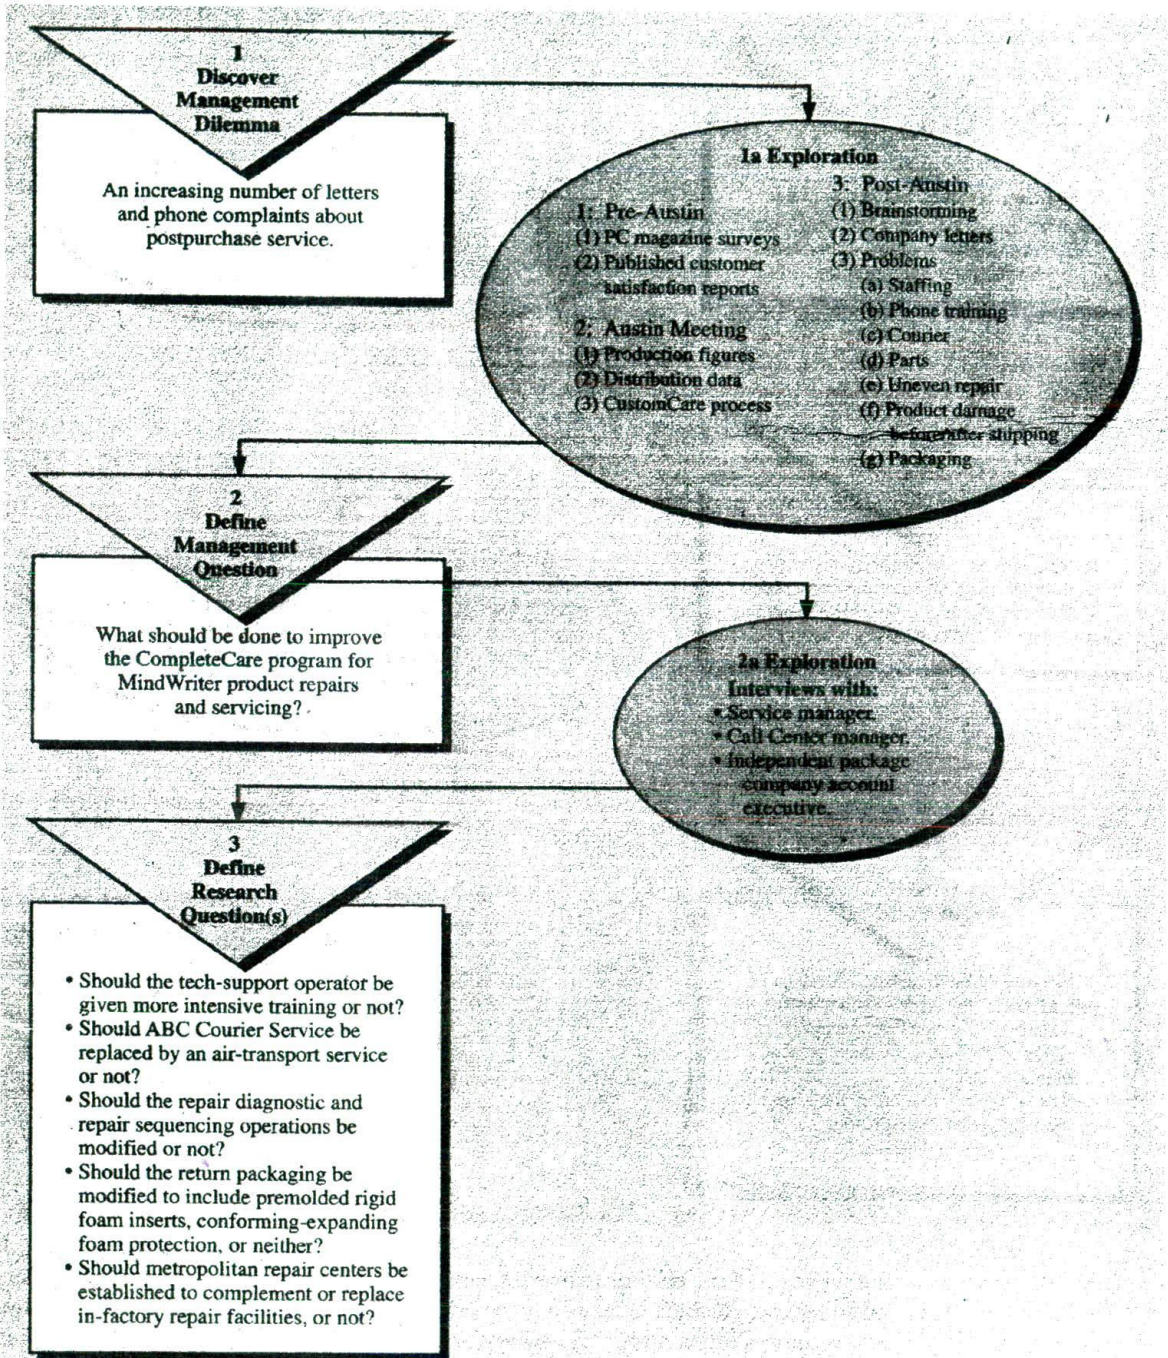 1
Discover
Management
Dilemma
An increasing number of letters
and phone complaints about
postpurchase service.
1a Exploration
1: Pre-Austin
(1) PC magazine surveys
(2) Published customer
satisfaction reports
2: Austin Meeting
(1) Production figures
(2) Distribution data
(3) CustomCare process
3: Post-Austin
(1) Brainstorming
(2) Company letters
(3) Problems
(a) Staffing
(b) Phone training
(c) Courier
(d) Parts
(e) Uneven repair
(f) Product damage
before/after shipping
(g) Packaging
2
Define
Management
Question
What should be done to improve
the CompleteCare program for
MindWriter product repairs
and servicing?
2a Exploration
Interviews with:
• Service manager.
• Call Center manager.
• Independent package
company account
executive.
3
Define
Research
Question(s)
• Should the tech-support operator be
given more intensive training or not?
• Should ABC Courier Service be
replaced by an air-transport service
or not?
• Should the repair diagnostic and
repair sequencing operations be
modified or not?
• Should the return packaging be
modified to include premolded rigid
foam inserts, conforming-expanding
foam protection, or neither?
• Should metropolitan repair centers be
established to complement or replace
in-factory repair facilities, or not?